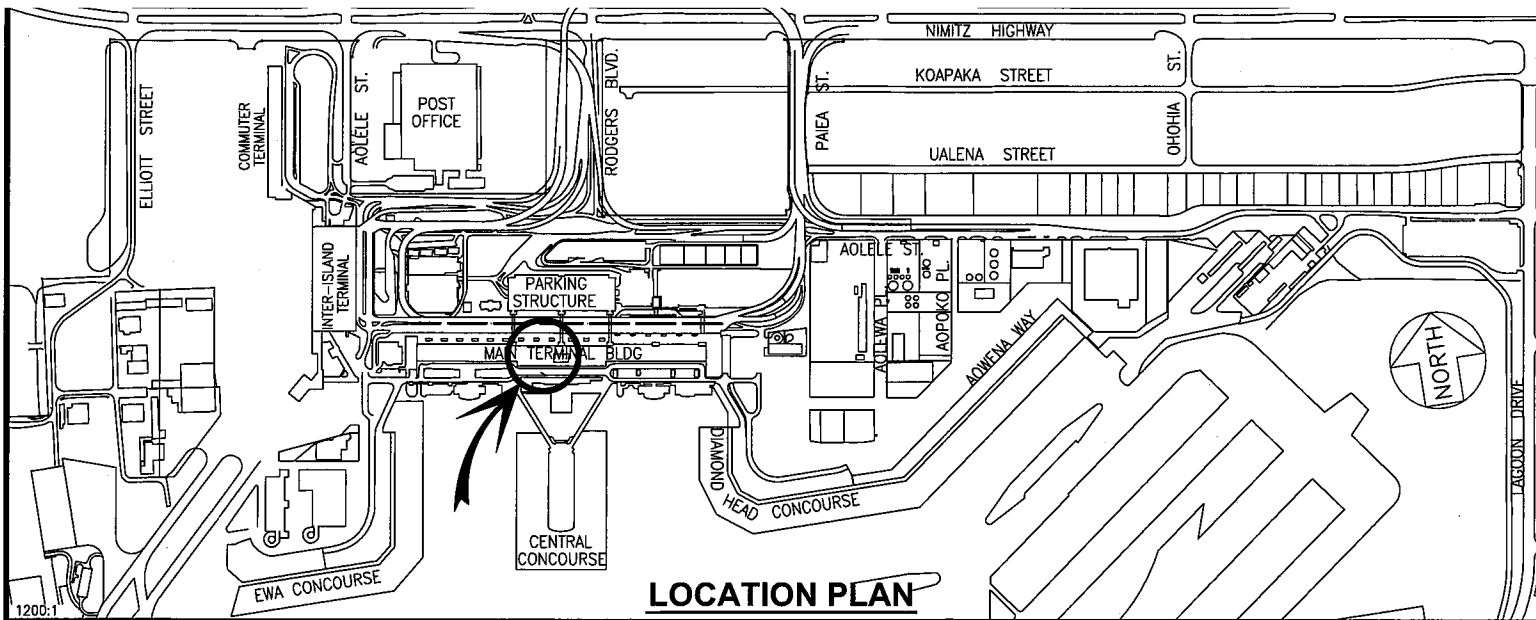 NIMITZ HIGHWAY
KOAPAKA STREET
ST.
OHOHIA
UALENA STREET
PAIEA ST.
RODGERS BLVD.
POST
OFFICE
AOLELE ST.
COMMUTER
TERMINAL
ELLIOTT STREET
INTER-ISLAND
TERMINAL
PARKING
STRUCTURE
MAIN TERMINAL BLDG
AOLELE ST.
AOLEWA PL.
AOPOKO PL.
AOWENA WAY
NORTH
LAGOON DRIVE
DIAMOND
HEAD CONCOURSE
CENTRAL
CONCOURSE
EWA CONCOURSE
1200:1
LOCATION PLAN